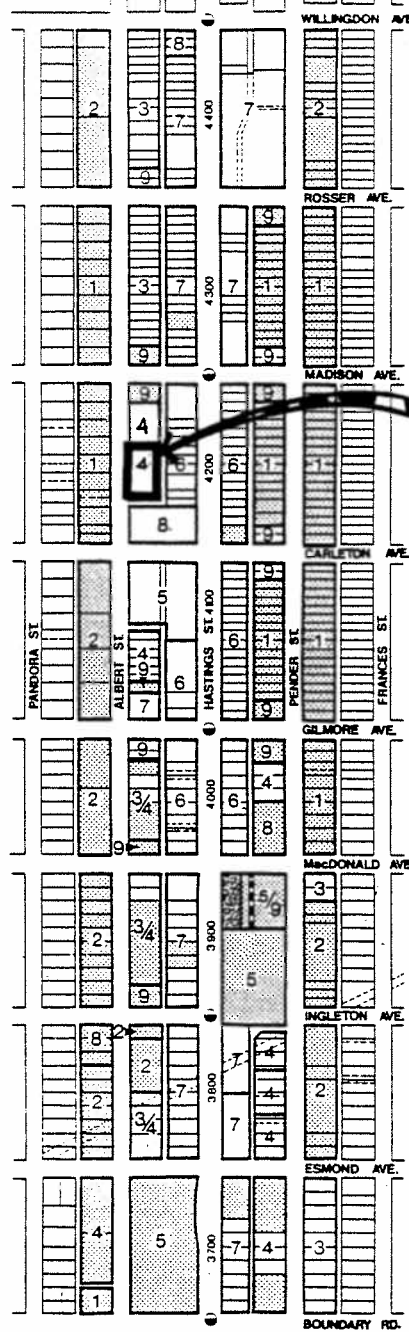 WILLINGDON AVE
2 3 8 7 9 4400 7 2
ROSSER AVE.
1 3 9 7 4300 7 9 1 9 1
MADISON AVE.
1 9 4 4 8 6 4200 6 1 9 1
CARLETON AVE.
PANDORA ST.
2
ALBERT ST.
5 4 9 7 6
HASTINGS ST. 4100
6 9 1 9
PENDER ST.
1
FRANCES ST.
GILMORE AVE.
2 9 3/4 9 6 4000 6 9 4 8 1
MacDONALD AVE
2 3/4 9 7 3900 5/9 5 3 2
INGLETON AVE.
8 2 2 2 3/4 7 3800 7 7 4 4 4 2
ESMOND AVE.
4 1 5 3700 7 4 3
BOUNDARY RD.